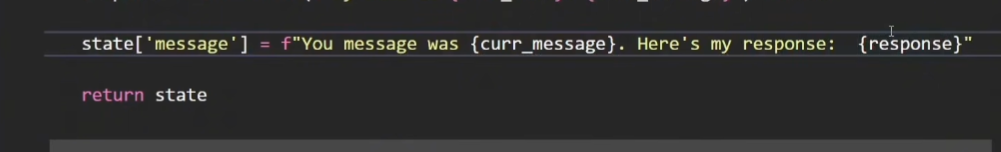 state['message'] = f"You message was {curr_message}. Here's my response:  {response}"
return state